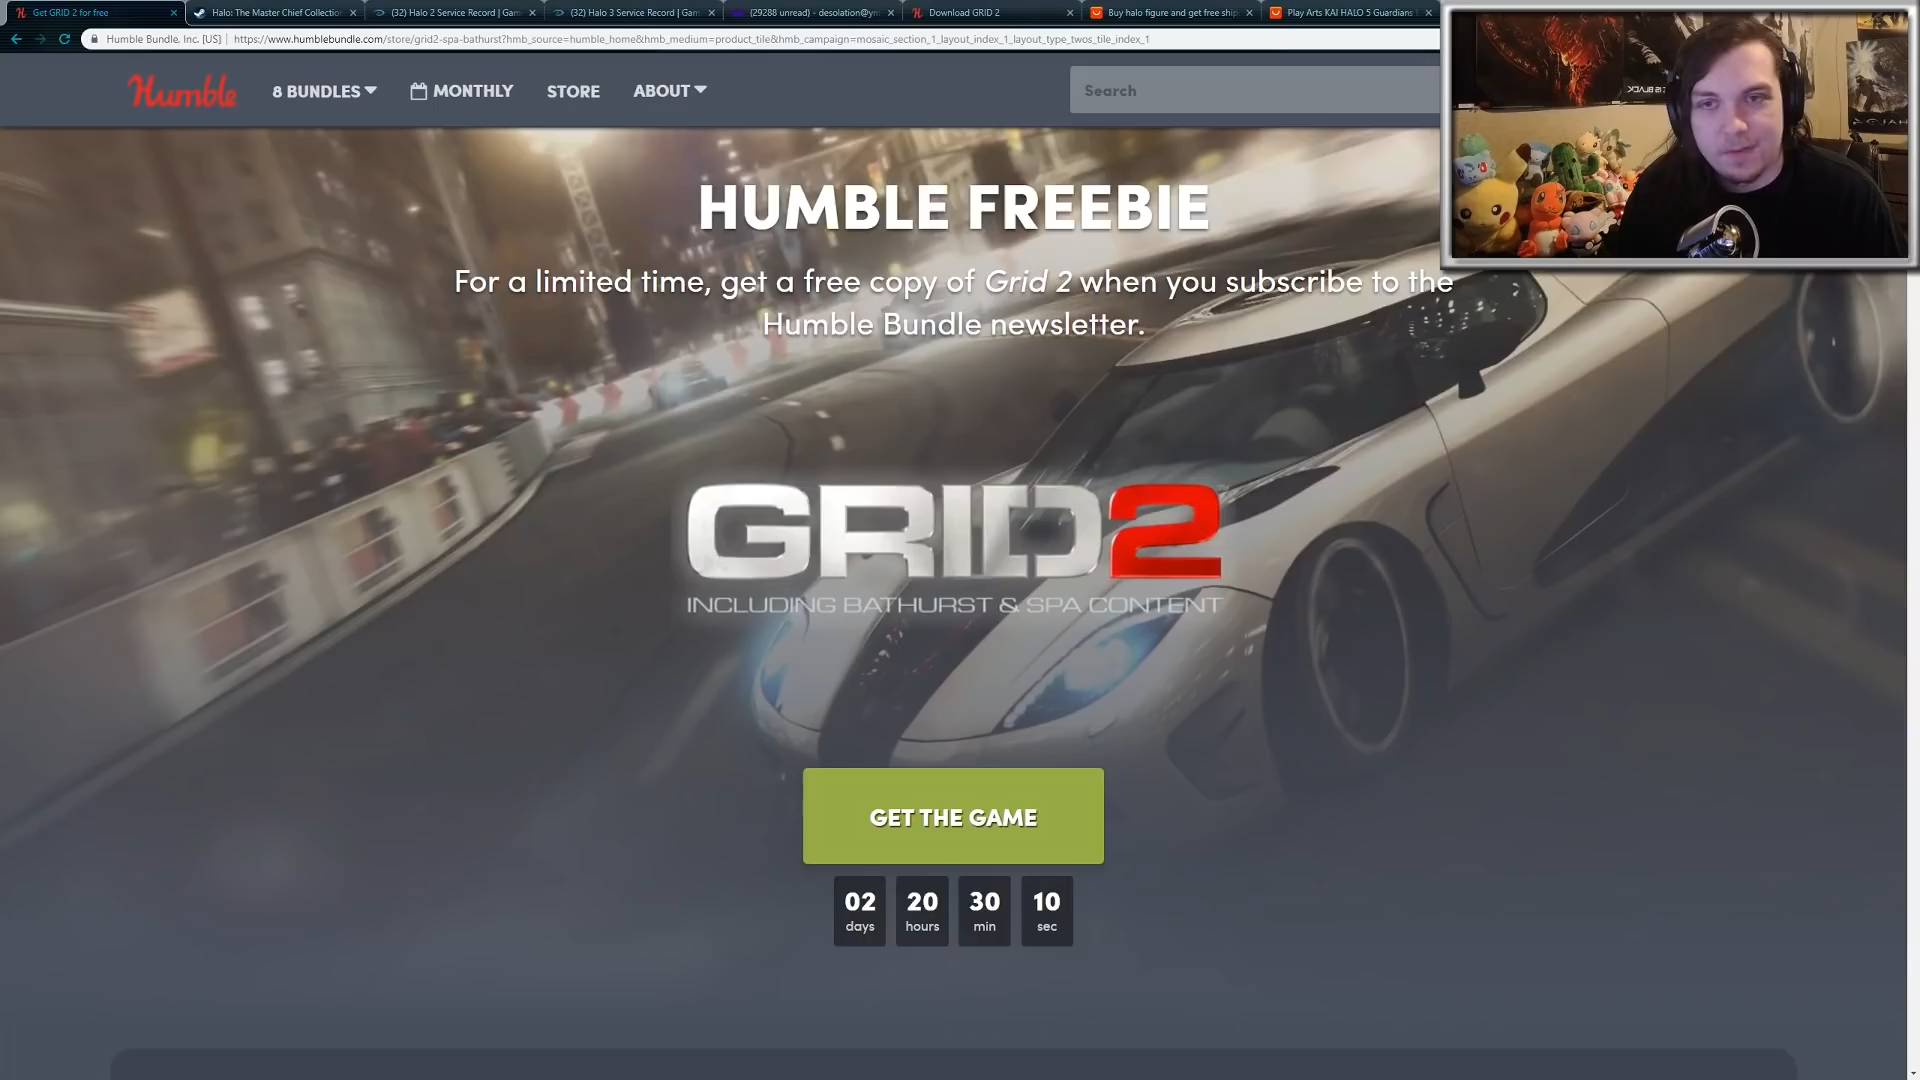 Get GRID 2 for free
Halo: The Master Chief Collectio
(32) Halo 2 Service Record | Gam
(32) Halo 3 Service Record | Gam
(29288 unread) - desolation@ym
Download GRID 2
Buy halo figure and get free ship
Play Arts KAI HALO 5 Guardians
Humble Bundle, Inc. [US]
https://www.humblebundle.com/store/grid2-spa-bathurst?hmb_source=humble_home&hmb_medium=product_tile&hmb_campaign=mosaic_section_1_layout_index_1_layout_type_twos_tile_index_1
Humble
8 BUNDLES
MONTHLY
STORE
ABOUT
Search
HUMBLE FREEBIE
For a limited time, get a free copy of Grid 2 when you subscribe to the
Humble Bundle newsletter.
GRID2
INCLUDING BATHURST & SPA CONTENT
GET THE GAME
02 20 30 10
days hours min sec